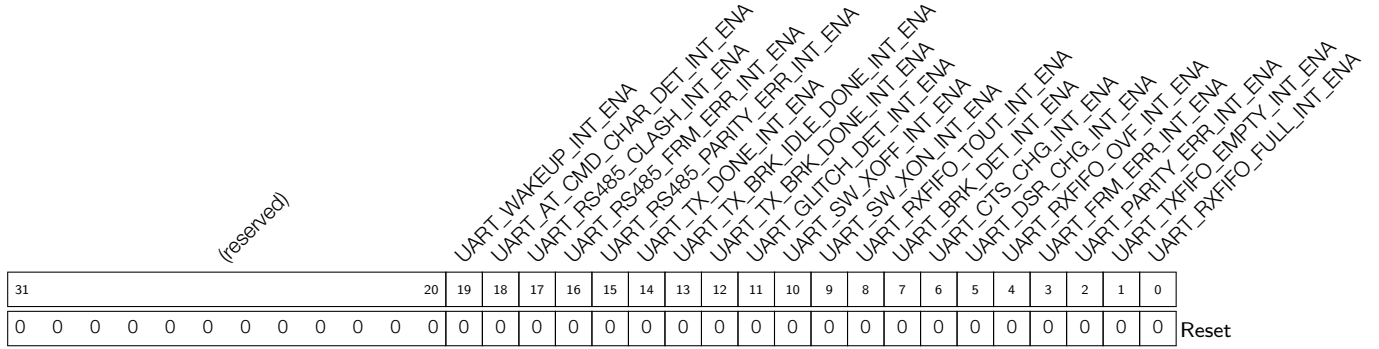 (reserved)
UART_WAKEUP_INT_ENA
UART_AT_CMD_CHAR_DET_INT_ENA
UART_RS485_CLASH_INT_ENA
UART_RS485_FRM_ERR_INT_ENA
UART_RS485_PARITY_ERR_INT_ENA
UART_TX_DONE_INT_ENA
UART_TX_BRK_IDLE_DONE_INT_ENA
UART_TX_BRK_DONE_INT_ENA
UART_GLITCH_DET_INT_ENA
UART_SW_XOFF_INT_ENA
UART_SW_XON_INT_ENA
UART_RXFIFO_TOUT_INT_ENA
UART_BRK_DET_INT_ENA
UART_CTS_CHG_INT_ENA
UART_DSR_CHG_INT_ENA
UART_RXFIFO_OVF_INT_ENA
UART_FRM_ERR_INT_ENA
UART_PARITY_ERR_INT_ENA
UART_TXFIFO_EMPTY_INT_ENA
UART_RXFIFO_FULL_INT_ENA
31 20 19 18 17 16 15 14 13 12 11 10 9 8 7 6 5 4 3 2 1 0
0 0 0 0 0 0 0 0 0 0 0 0 0 0 0 0 0 0 0 0 0 0 0 0 0 0 0 0 0 0 0 0 Reset